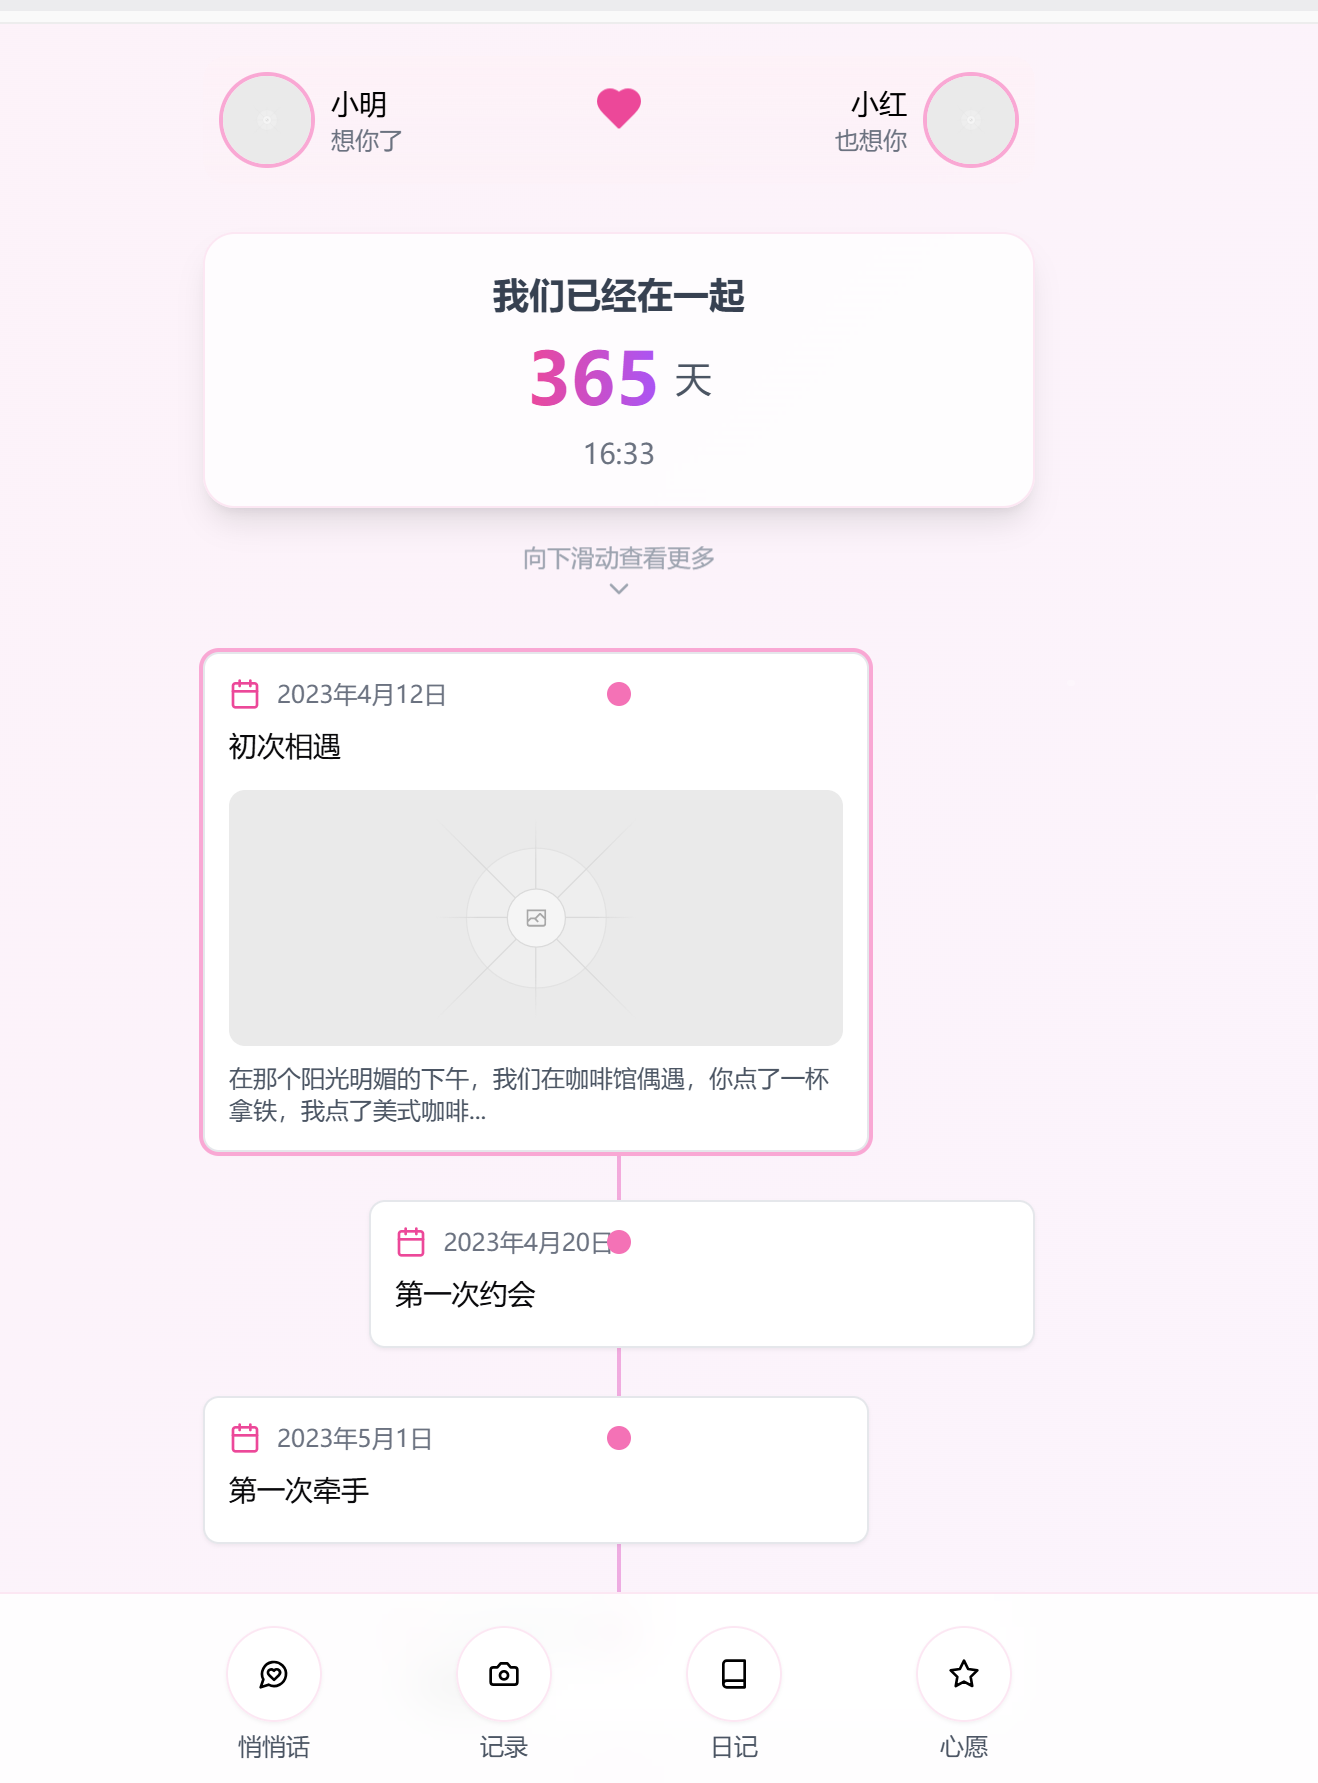 小明
想你了
小红
也想你
我们已经在一起
365 天
16:33
向下滑动查看更多
2023年4月12日
初次相遇
在那个阳光明媚的下午，我们在咖啡馆偶遇，你点了一杯
拿铁，我点了美式咖啡...
2023年4月20日
第一次约会
2023年5月1日
第一次牵手
悄悄话
记录
日记
心愿